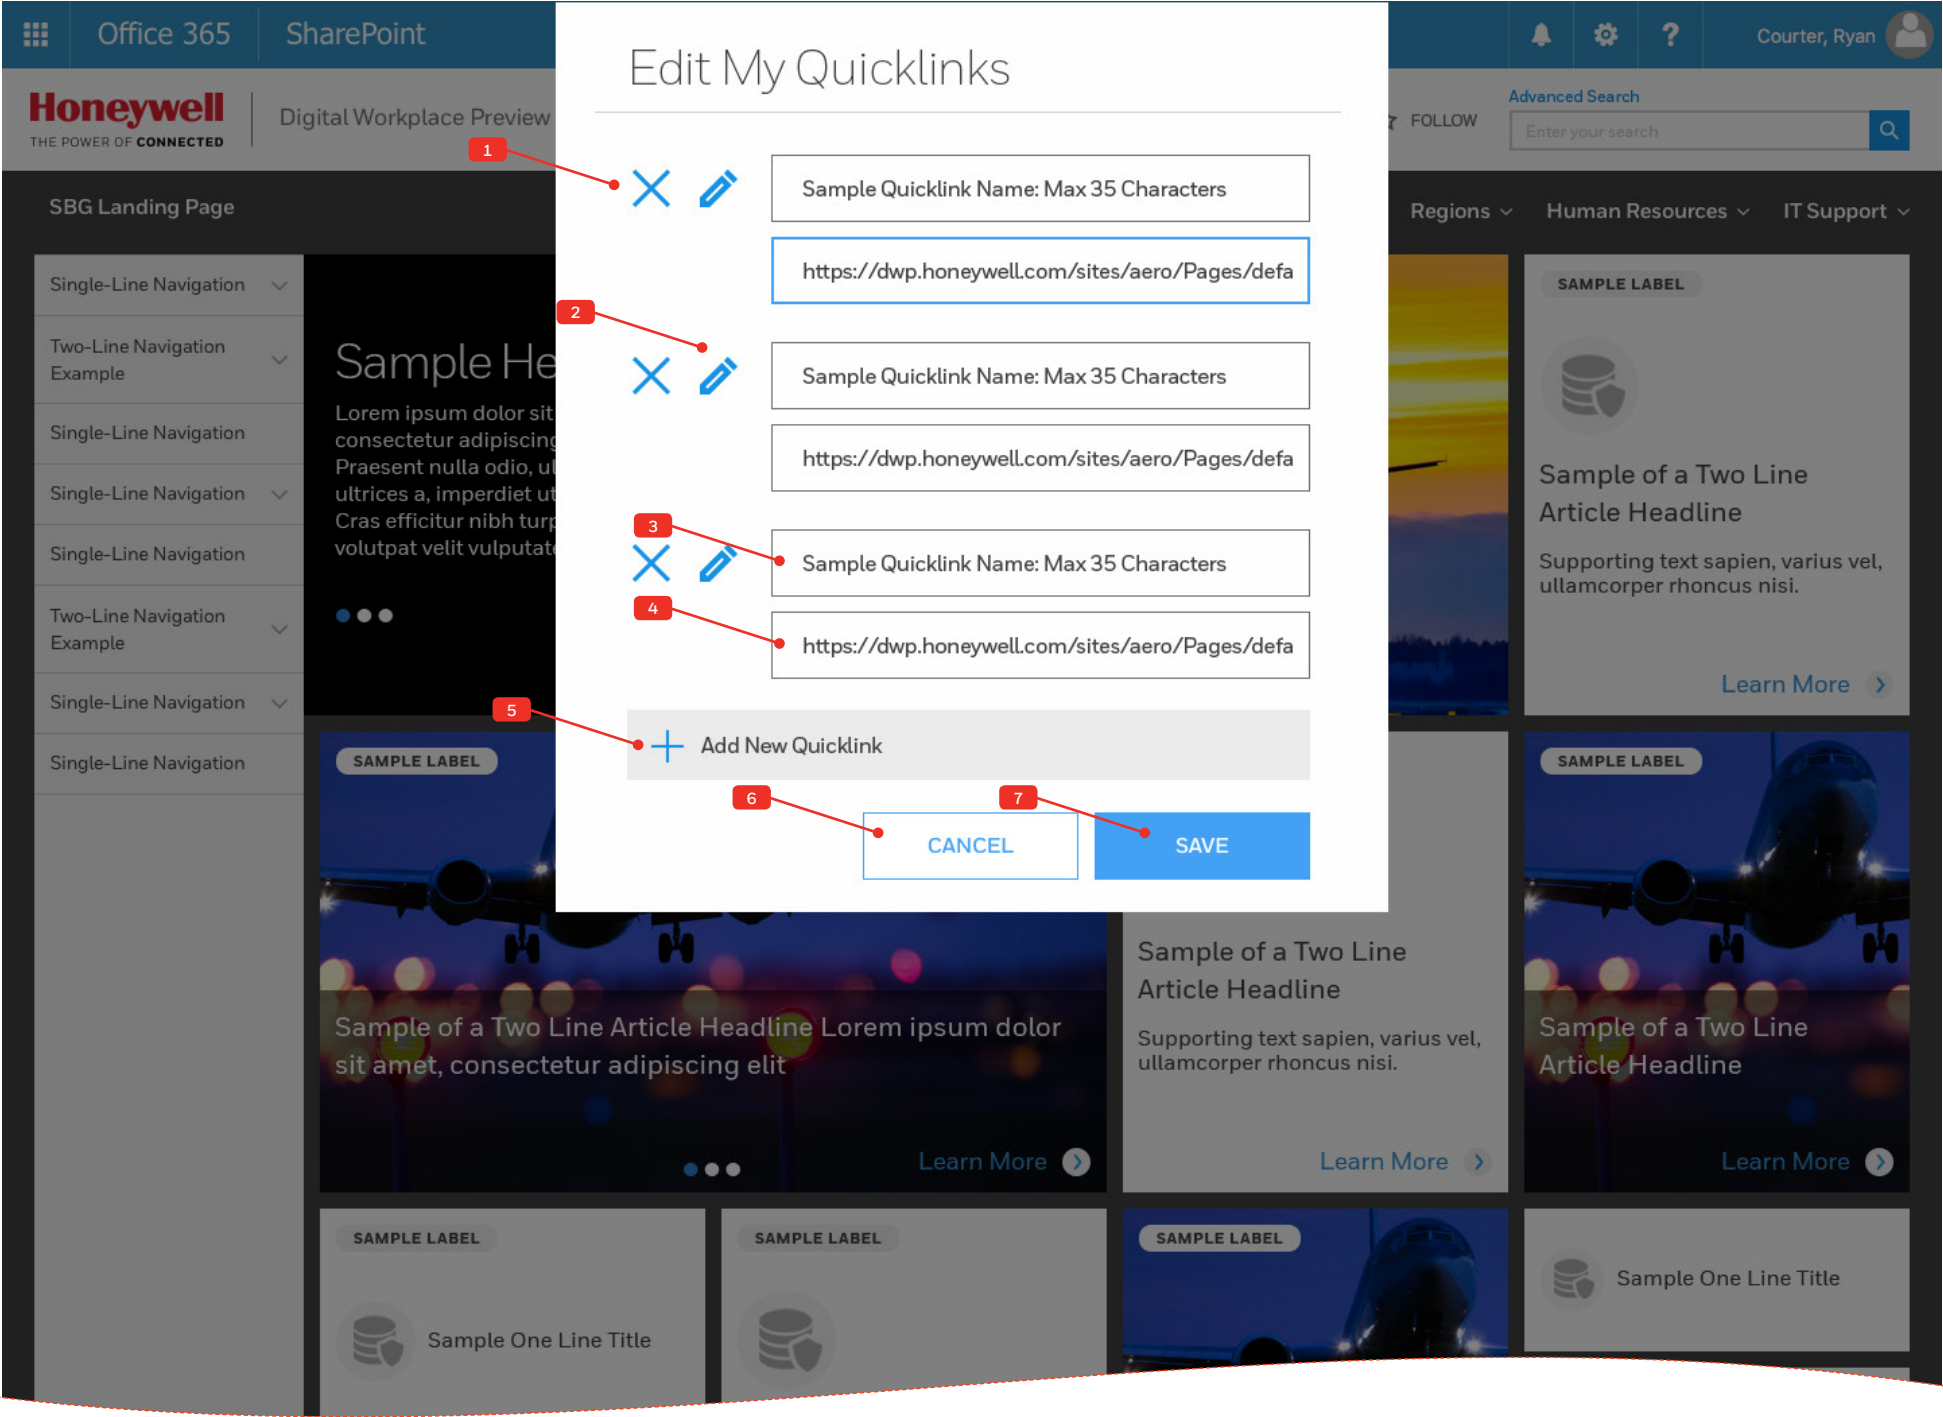 Office 365
SharePoint
Courter, Ryan
Honeywell
THE POWER OF CONNECTED
Digital Workplace Preview
FOLLOW
Advanced Search
Enter your search
SBG Landing Page
Regions
Human Resources
IT Support
Edit My Quicklinks
1
Sample Quicklink Name: Max 35 Characters
https://dwp.honeywell.com/sites/aero/Pages/defa
2
Sample Quicklink Name: Max 35 Characters
https://dwp.honeywell.com/sites/aero/Pages/defa
3
Sample Quicklink Name: Max 35 Characters
4
https://dwp.honeywell.com/sites/aero/Pages/defa
5
Add New Quicklink
6
7
CANCEL
SAVE
Single-Line Navigation
Two-Line Navigation
Example
Single-Line Navigation
Single-Line Navigation
Single-Line Navigation
Two-Line Navigation
Example
Single-Line Navigation
Single-Line Navigation
Sample He
Lorem ipsum dolor sit
consectetur adipiscing
Praesent nulla odio, ul
ultrices a, imperdiet ut
Cras efficitur nibh turp
volutpat velit vulputate
SAMPLE LABEL
Sample of a Two Line
Article Headline
Supporting text sapien, varius vel,
ullamcorper rhoncus nisi.
Learn More
SAMPLE LABEL
Sample of a Two Line Article Headline Lorem ipsum dolor
sit amet, consectetur adipiscing elit
Learn More
Sample of a Two Line
Article Headline
Supporting text sapien, varius vel,
ullamcorper rhoncus nisi.
Learn More
SAMPLE LABEL
Sample of a Two Line
Article Headline
Learn More
SAMPLE LABEL
Sample One Line Title
SAMPLE LABEL
SAMPLE LABEL
Sample One Line Title